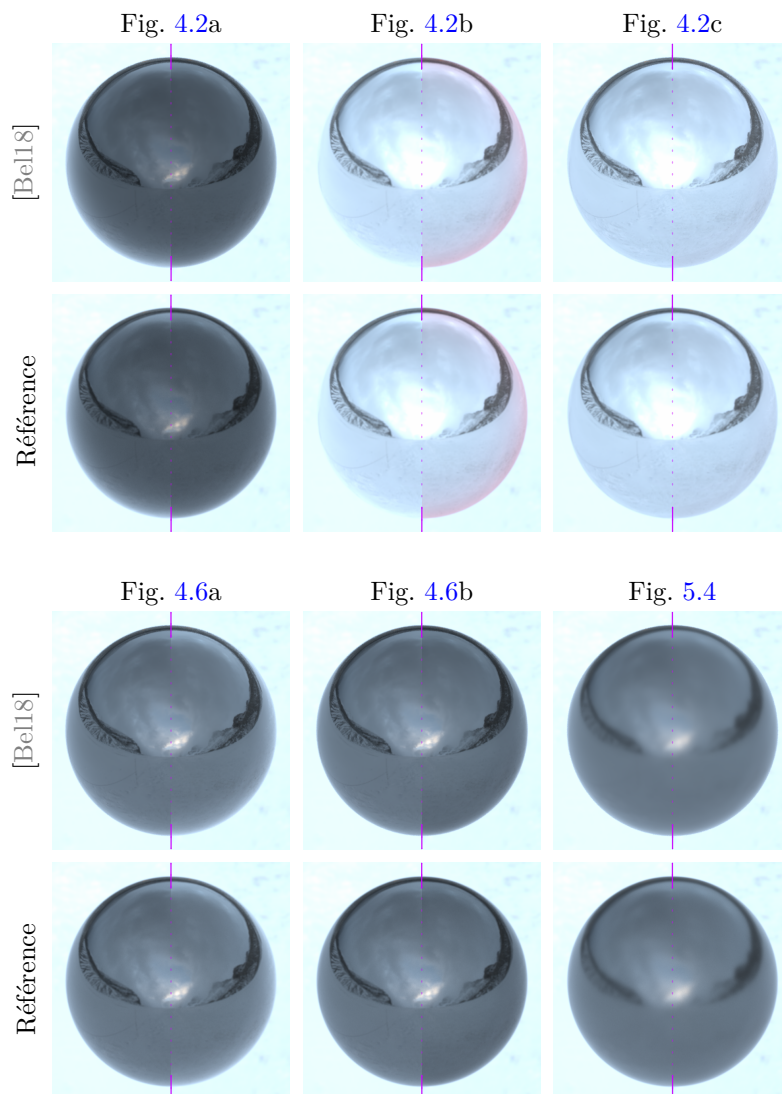 Fig. 4.2a Fig. 4.2b Fig. 4.2c
[Bel18]
Référence
Fig. 4.6a Fig. 4.6b Fig. 5.4
[Bel18]
Référence